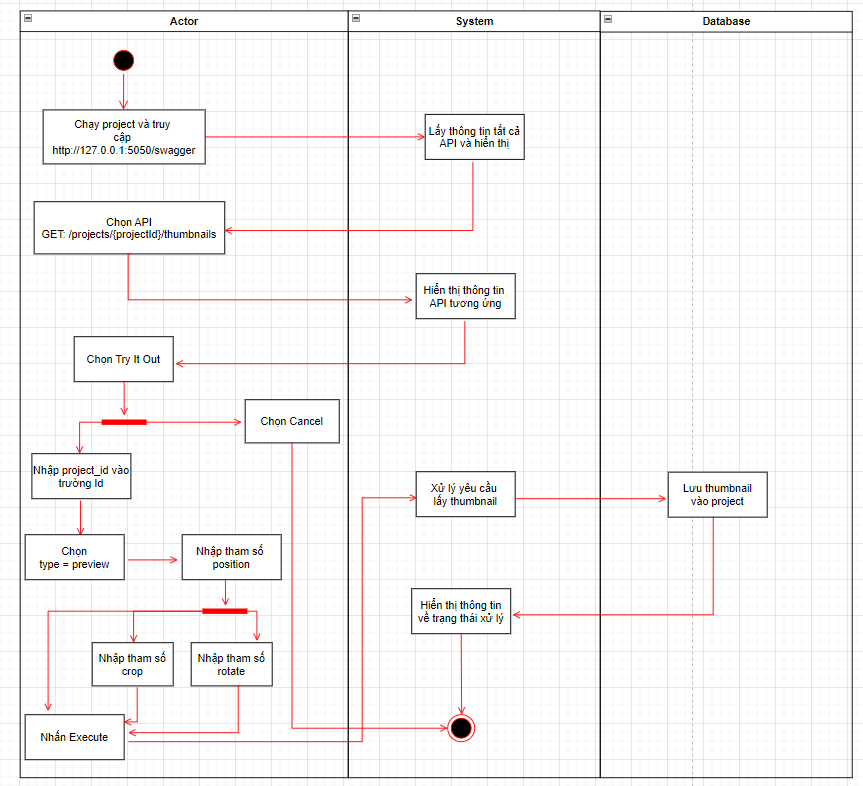 Actor
System
Database
Chạy project và truy
cập
http://127.0.0.1:5050/swagger
Lấy thông tin tất cả
API và hiển thị
Chọn API
GET: /projects/{projectId}/thumbnails
Hiển thị thông tin
API tương ứng
Chọn Try It Out
Chọn Cancel
Nhập project_id vào
trường Id
Xử lý yêu cầu
lấy thumbnail
Lưu thumbnail
vào project
Chọn
type = preview
Nhập tham số
position
Hiển thị thông tin
về trạng thái xử lý
Nhập tham số
crop
Nhập tham số
rotate
Nhấn Execute